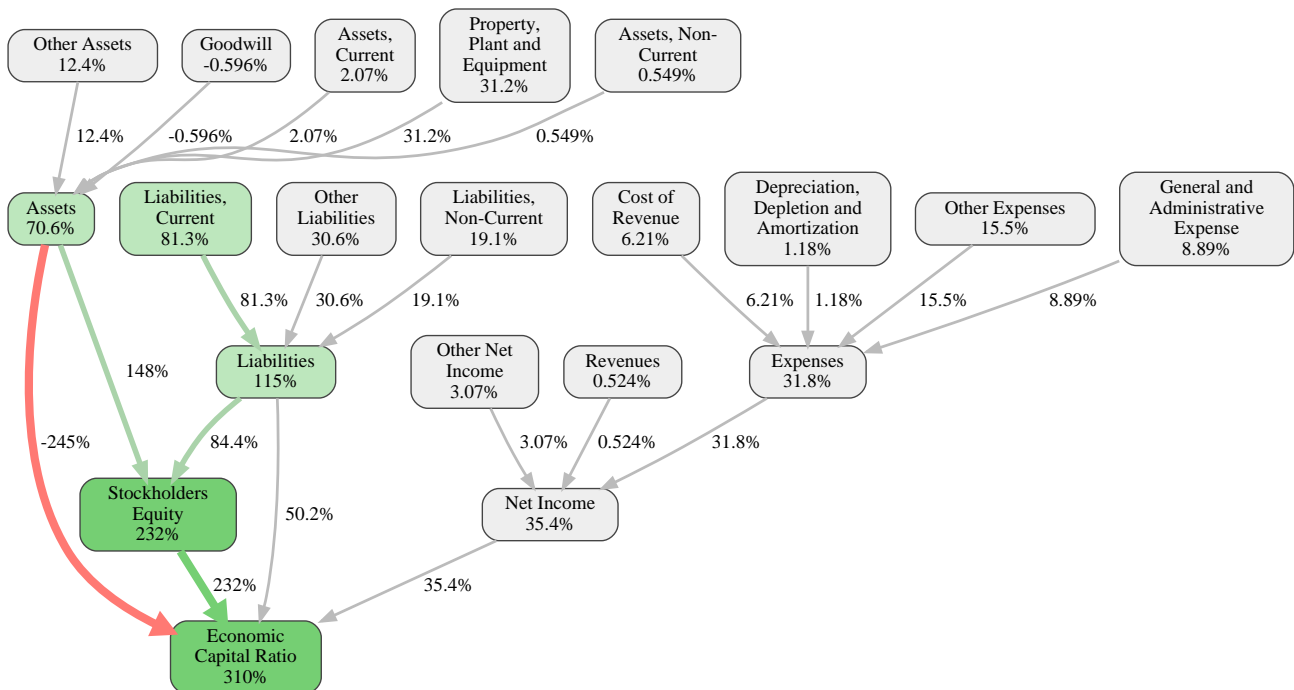 Other Assets
12.4%
Goodwill
-0.596%
Assets,
Current
2.07%
Property,
Plant and
Equipment
31.2%
Assets, Non-
Current
0.549%
12.4%
-0.596%
2.07%
31.2%
0.549%
Assets
70.6%
Liabilities,
Current
81.3%
Other
Liabilities
30.6%
Liabilities,
Non-Current
19.1%
Cost of
Revenue
6.21%
Depreciation,
Depletion and
Amortization
1.18%
Other Expenses
15.5%
General and
Administrative
Expense
8.89%
81.3%
30.6%
19.1%
6.21%
1.18%
15.5%
8.89%
148%
Liabilities
115%
Other Net
Income
3.07%
Revenues
0.524%
Expenses
31.8%
-245%
84.4%
3.07%
0.524%
31.8%
Stockholders
Equity
232%
50.2%
Net Income
35.4%
232%
35.4%
Economic
Capital Ratio
310%